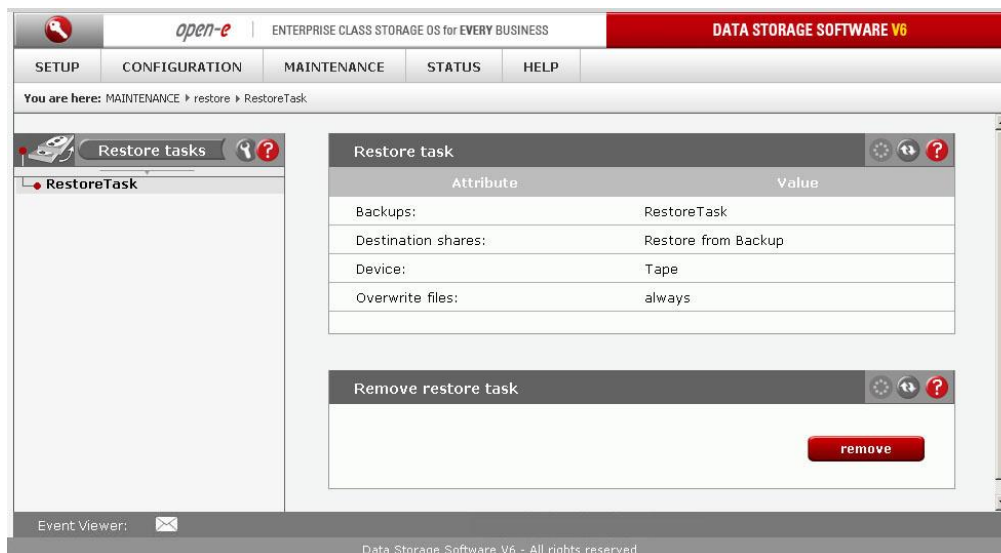 open-e ENTERPRISE CLASS STORAGE OS for EVERY BUSINESS DATA STORAGE SOFTWARE V6
SETUP CONFIGURATION MAINTENANCE STATUS HELP
You are here: MAINTENANCE restore RestoreTask
Restore tasks
RestoreTask
Restore task
Attribute Value
Backups: RestoreTask
Destination shares: Restore from Backup
Device: Tape
Overwrite files: always
Remove restore task
remove
Event Viewer:
Data Storage Software V6 - All rights reserved